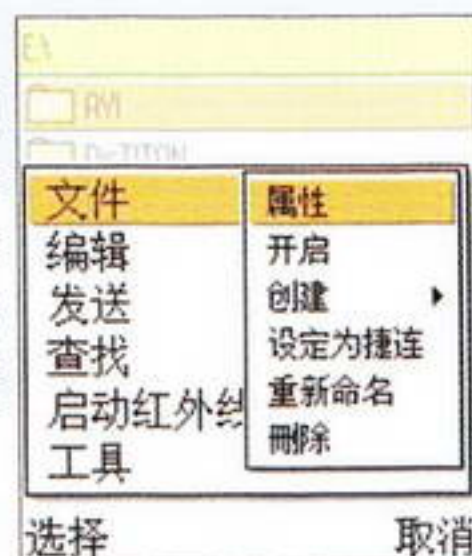 E:\
RYI
文件
编辑
发送
查找
启动红外线
工具
属性
开启
创建
设定为捷连
重新命名
删除
选择
取消